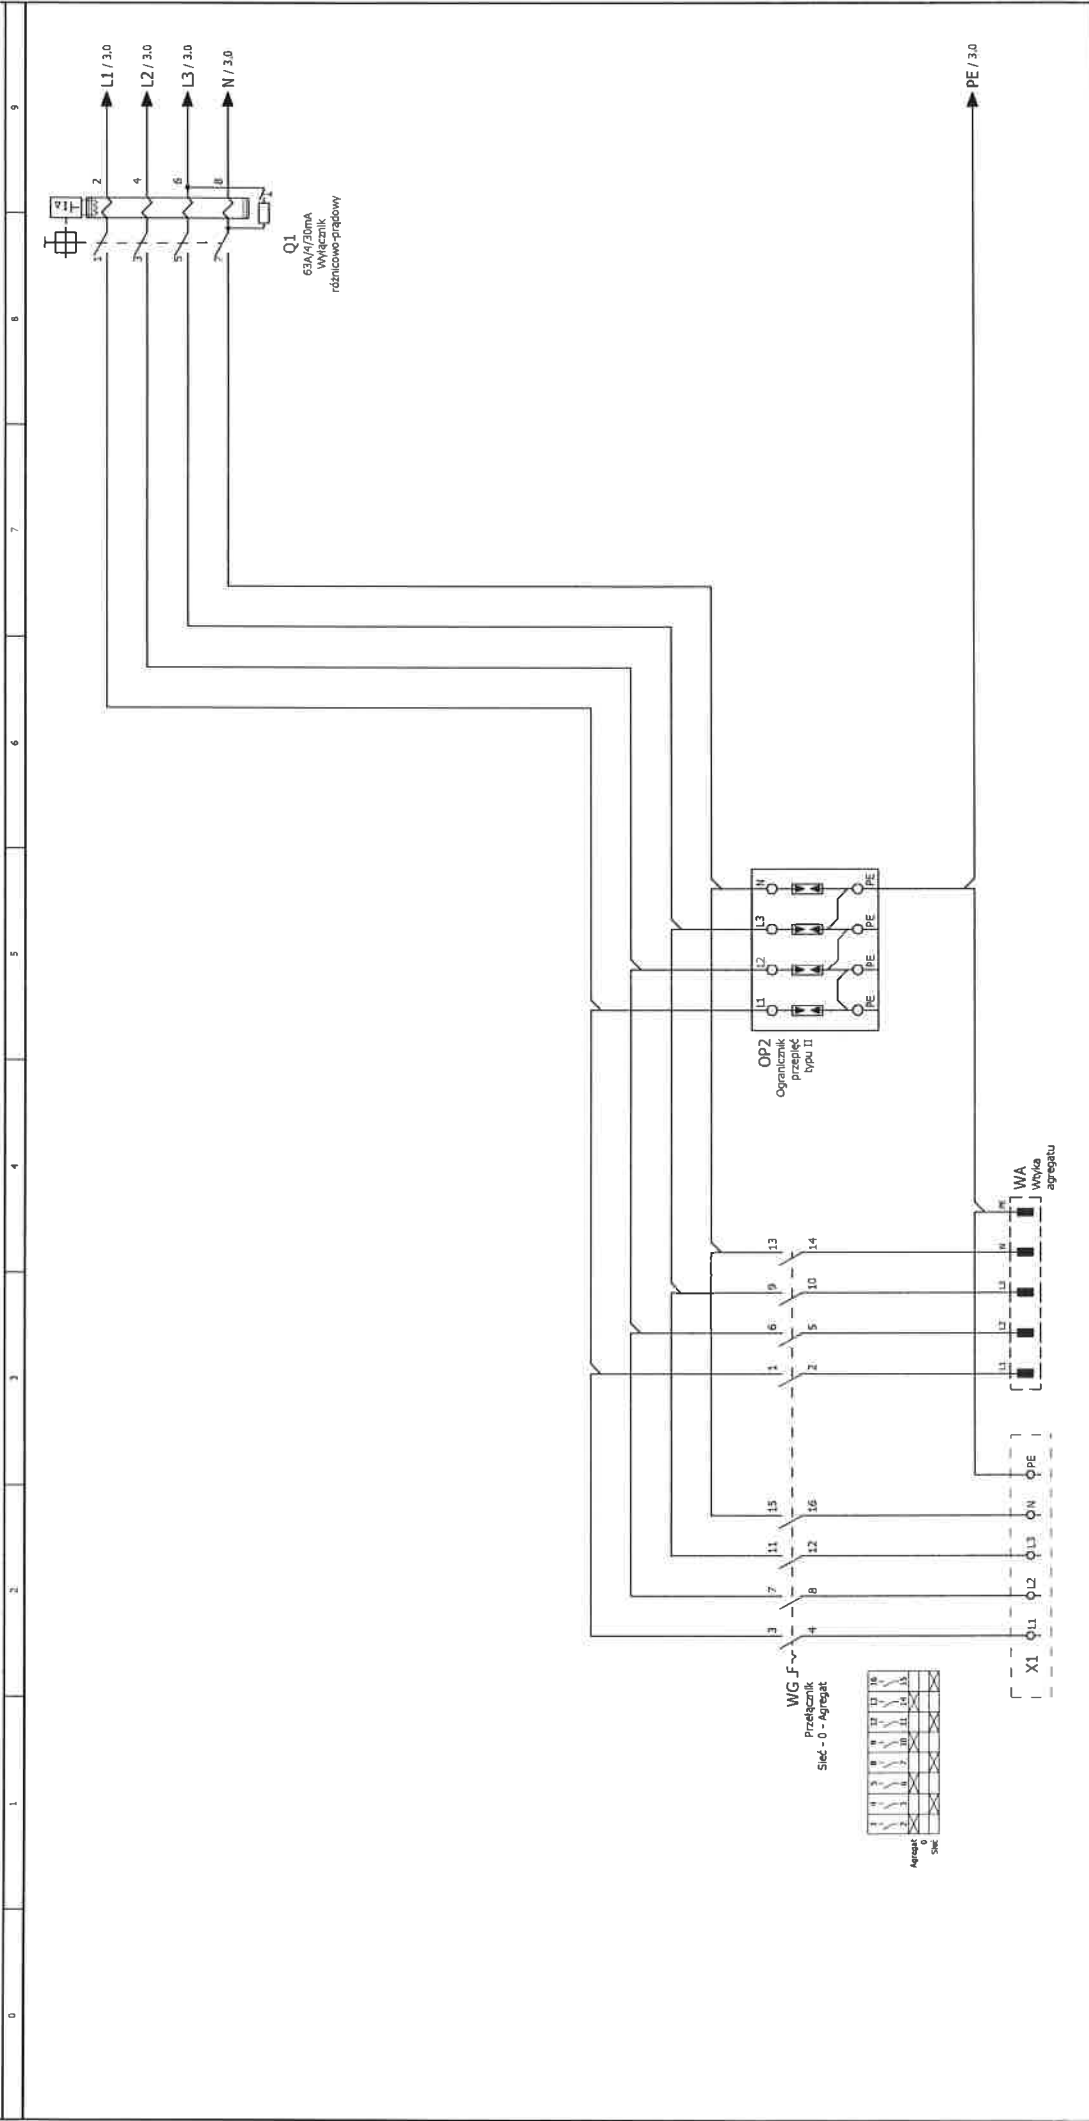 0
1
2
3
4
5
6
7
8
9
L1 / 3.0
L2 / 3.0
L3 / 3.0
N / 3.0
PE / 3.0
2
4
6
8
1
3
5
7
Q1
63A/4/30mA
Wyłącznik
różnicowo-prądowy
OP2
Ogranicznik
przepięć
typu II
L1
L2
L3
N
PE
PE
PE
PE
WG
Przełącznik
Sieć - 0 - Agregat
3
7
11
15
1
6
9
13
4
8
12
16
2
5
10
14
Agregat
0
Sieć
X1
L1
L2
L3
N
PE
L1
L2
L3
N
PE
WA
Wtyka
agregatu